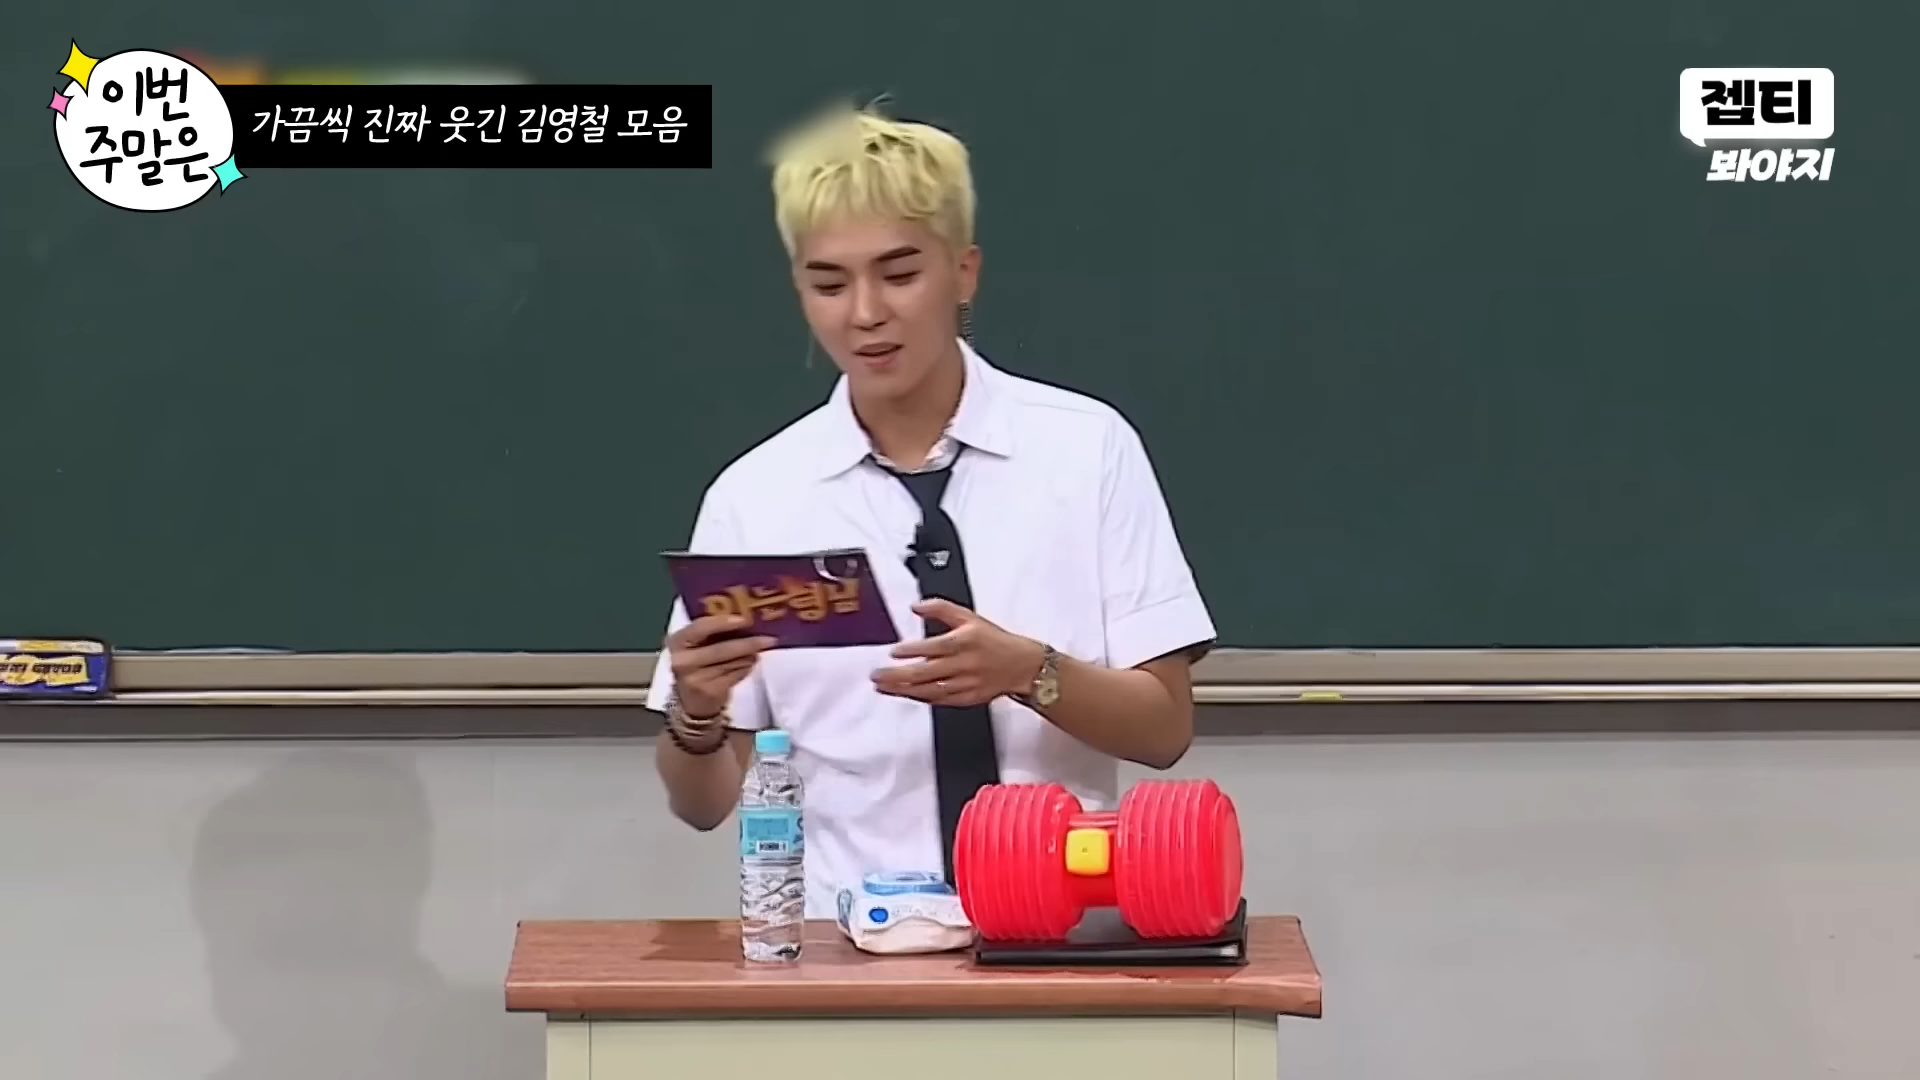 이번
주말은
가끔씩 진짜 웃긴 김영철 모음
젭티
봐야지
아는형님